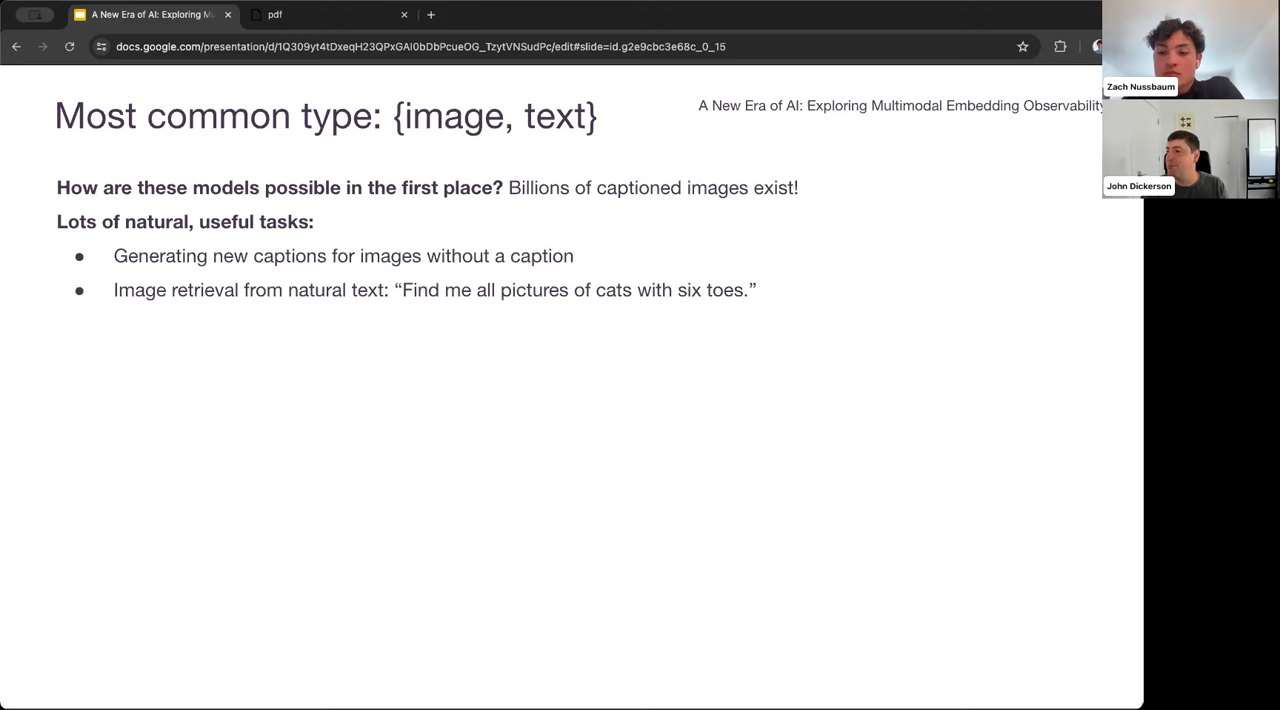 A New Era of AI: Exploring Mu
pdf
docs.google.com/presentation/d/1Q309yt4tDxeqH23QPxGAI0bDbPcueOG_TzytVNSudPc/edit#slide=id.g2e9cbc3e68c_0_15
Zach Nussbaum
Most common type: {image, text}
A New Era of AI: Exploring Multimodal Embedding Observability
John Dickerson
How are these models possible in the first place? Billions of captioned images exist!
Lots of natural, useful tasks:
● Generating new captions for images without a caption
● Image retrieval from natural text: “Find me all pictures of cats with six toes.”